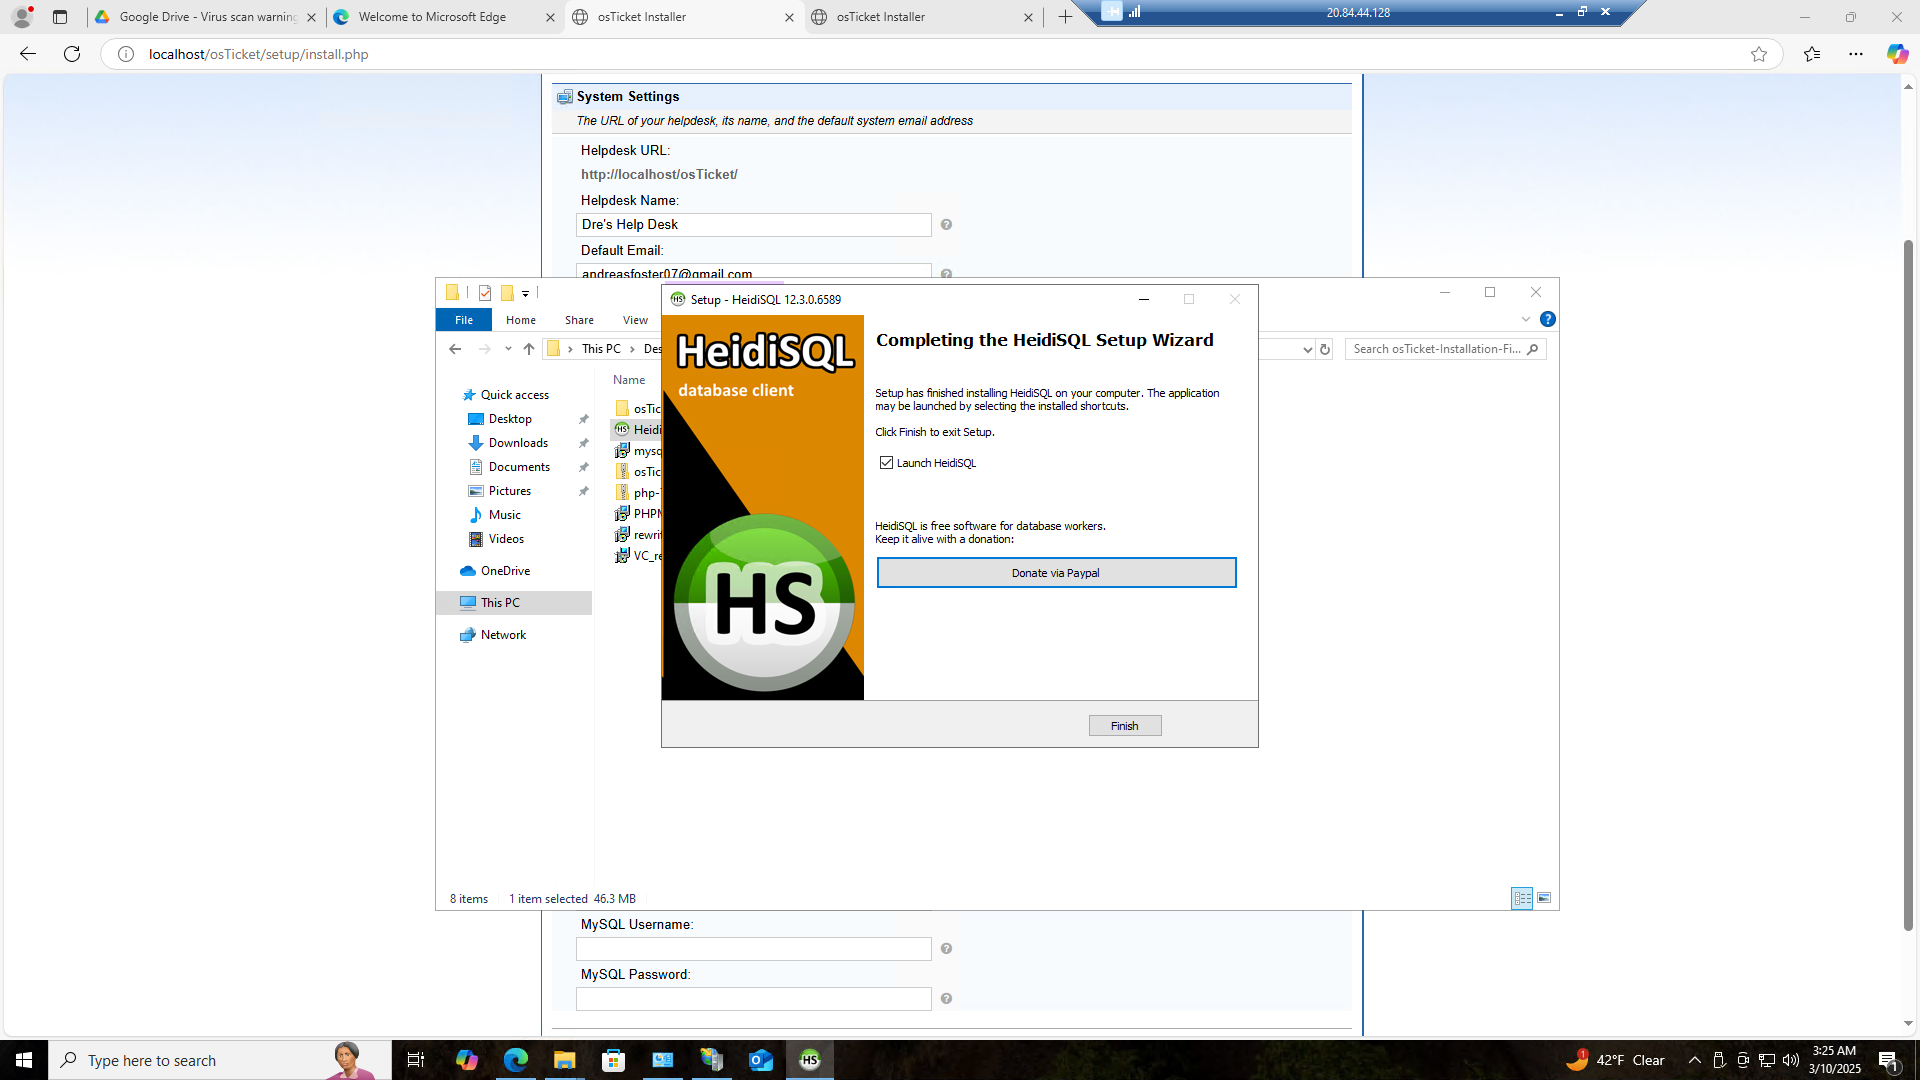 Google Drive - Virus scan warning
Welcome to Microsoft Edge
osTicket Installer
osTicket Installer
20.84.44.128
localhost/osTicket/setup/install.php
System Settings
The URL of your helpdesk, its name, and the default system email address
Helpdesk URL:
http://localhost/osTicket/
Helpdesk Name:
Dre's Help Desk
Default Email:
andreasfoster07@gmail.com
File
Home
Share
View
This PC
Des
Search osTicket-Installation-Fi...
Quick access
Desktop
Downloads
Documents
Pictures
Music
Videos
OneDrive
This PC
Network
Name
osTic
Heidi
mysq
osTic
php-
PHPM
rewrit
VC_re
8 items
1 item selected 46.3 MB
Setup - HeidiSQL 12.3.0.6589
HeidiSQL
database client
HS
Completing the HeidiSQL Setup Wizard
Setup has finished installing HeidiSQL on your computer. The application
may be launched by selecting the installed shortcuts.
Click Finish to exit Setup.
Launch HeidiSQL
HeidiSQL is free software for database workers.
Keep it alive with a donation:
Donate via Paypal
Finish
MySQL Username:
MySQL Password:
Type here to search
HS
1
42°F Clear
3:25 AM
3/10/2025
1